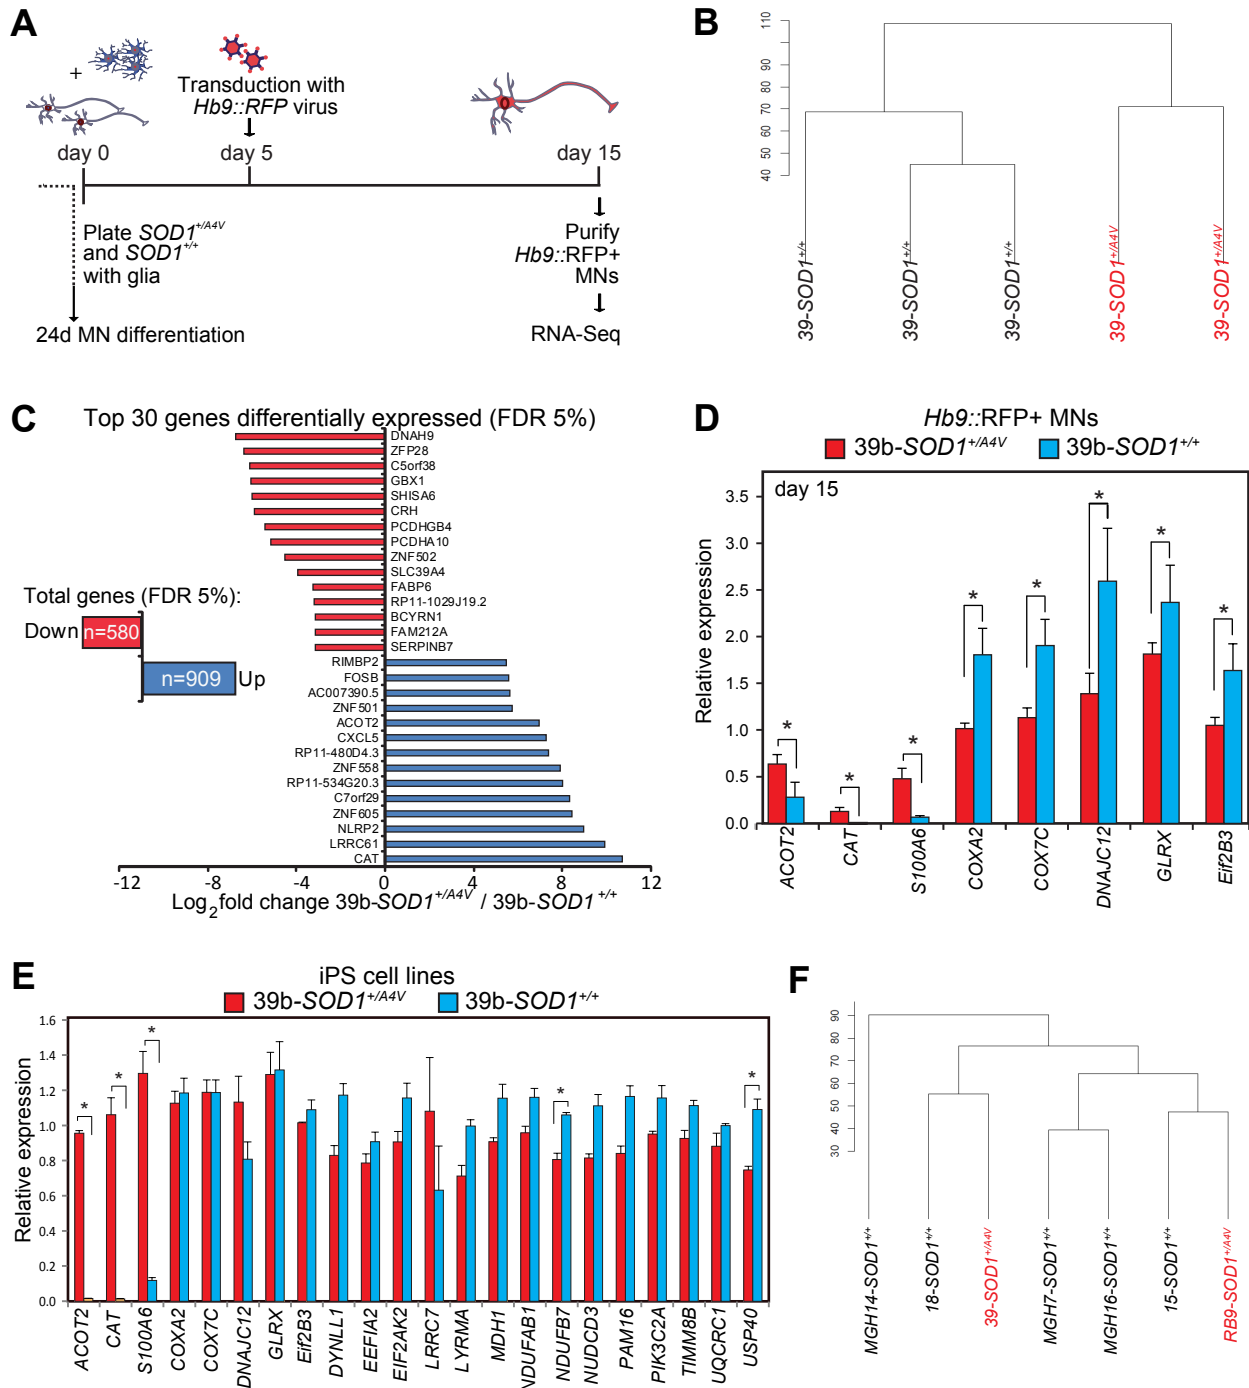 A
+
Transduction with
Hb9::RFP virus
day 0
day 5
day 15
Plate SOD1+/A4V
and SOD1+/+
with glia
24d MN differentiation
Purify
Hb9::RFP+
MNs
RNA-Seq
B
110
90
80
70
60
50
40
39-SOD1+/+
39-SOD1+/+
39-SOD1+/+
39-SOD1+/A4V
39-SOD1+/A4V
C
Top 30 genes differentially expressed (FDR 5%)
DNAH9
ZFP28
C5orf38
GBX1
SHISA6
CRH
PCDHGB4
PCDHA10
ZNF502
SLC39A4
FABP6
RP11-1029J19.2
BCYRN1
FAM212A
SERPINB7
RIMBP2
FOSB
AC007390.5
ZNF501
ACOT2
CXCL5
RP11-480D4.3
ZNF558
RP11-534G20.3
C7orf29
ZNF605
NLRP2
LRRC61
CAT
Total genes (FDR 5%):
Down n=580
n=909 Up
-12 -8 -4 0 4 8 12
Log2fold change 39b-SOD1+/A4V / 39b-SOD1+/+
D
Hb9::RFP+ MNs
39b-SOD1+/A4V 39b-SOD1+/+
day 15
Relative expression
3.5
3.0
2.5
2.0
1.5
1.0
0.5
0.0
* * * * * * * *
ACOT2
CAT
S100A6
COXA2
COX7C
DNAJC12
GLRX
Eif2B3
E
iPS cell lines
39b-SOD1+/A4V 39b-SOD1+/+
Relative expression
1.6
1.4
1.2
1.0
0.8
0.6
0.4
0.2
0.0
* * * * *
ACOT2
CAT
S100A6
COXA2
COX7C
DNAJC12
GLRX
Eif2B3
DYNLL1
EEFIA2
EIF2AK2
LRRC7
LYRMA
MDH1
NDUFAB1
NDUFB7
NUDCD3
PAM16
PIK3C2A
TIMM8B
UQCRC1
USP40
F
90
80
70
60
50
40
30
MGH14-SOD1+/+
18-SOD1+/+
39-SOD1+/A4V
MGH7-SOD1+/+
MGH16-SOD1+/+
15-SOD1+/+
RB9-SOD1+/A4V